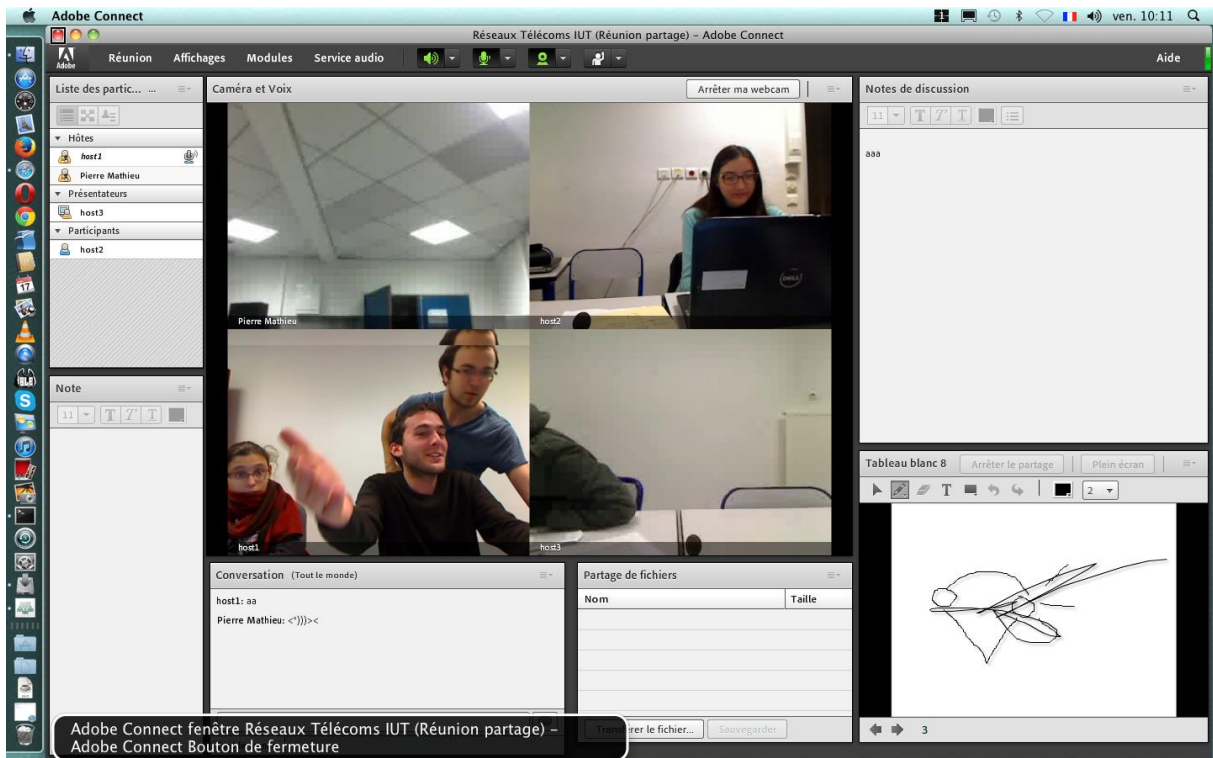 Adobe Connect
ven. 10:11
Réseaux Télécoms IUT (Réunion partage) – Adobe Connect
Adobe
Réunion Affichages Modules Service audio
Aide
Liste des partic... ...
Hôtes
host1
Pierre Mathieu
Présentateurs
host3
Participants
host2
Note
11 T T T
Caméra et Voix
Arrêter ma webcam
Pierre Mathieu
host2
DELL
host1
host3
Conversation (Tout le monde)
host1: aa
Pierre Mathieu: <*)))><
Partage de fichiers
Nom Taille
Sauvegarder
Notes de discussion
11 T T T
aaa
Tableau blanc 8 Arrêter le partage Plein écran
T 2
3
17
Adobe Connect fenêtre Réseaux Télécoms IUT (Réunion partage) –
Adobe Connect Bouton de fermeture